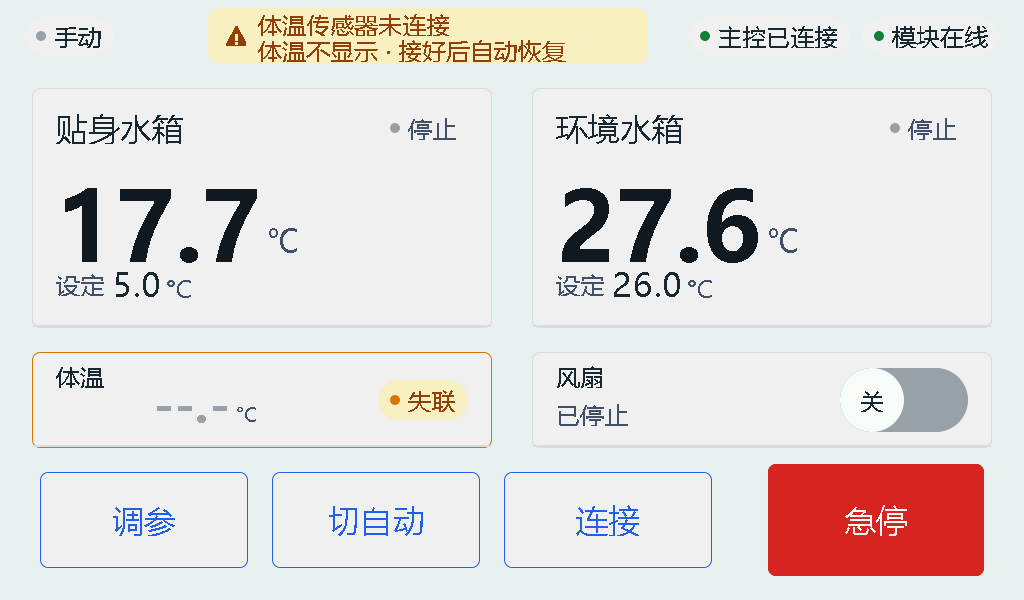 手动
体温传感器未连接
体温不显示 · 接好后自动恢复
主控已连接
模块在线
贴身水箱
停止
17.7 °C
设定 5.0 °C
环境水箱
停止
27.6 °C
设定 26.0 °C
体温
--.- °C
失联
风扇
已停止
关
调参
切自动
连接
急停